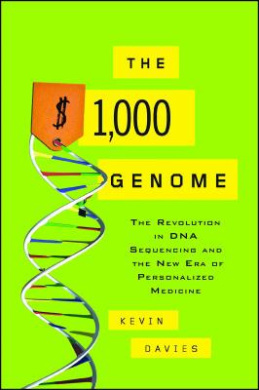 THE
$ 1,000
GENOME
THE REVOLUTION
IN DNA
SEQUENCING AND
THE NEW ERA OF
PERSONALIZED
MEDICINE
KEVIN
DAVIES